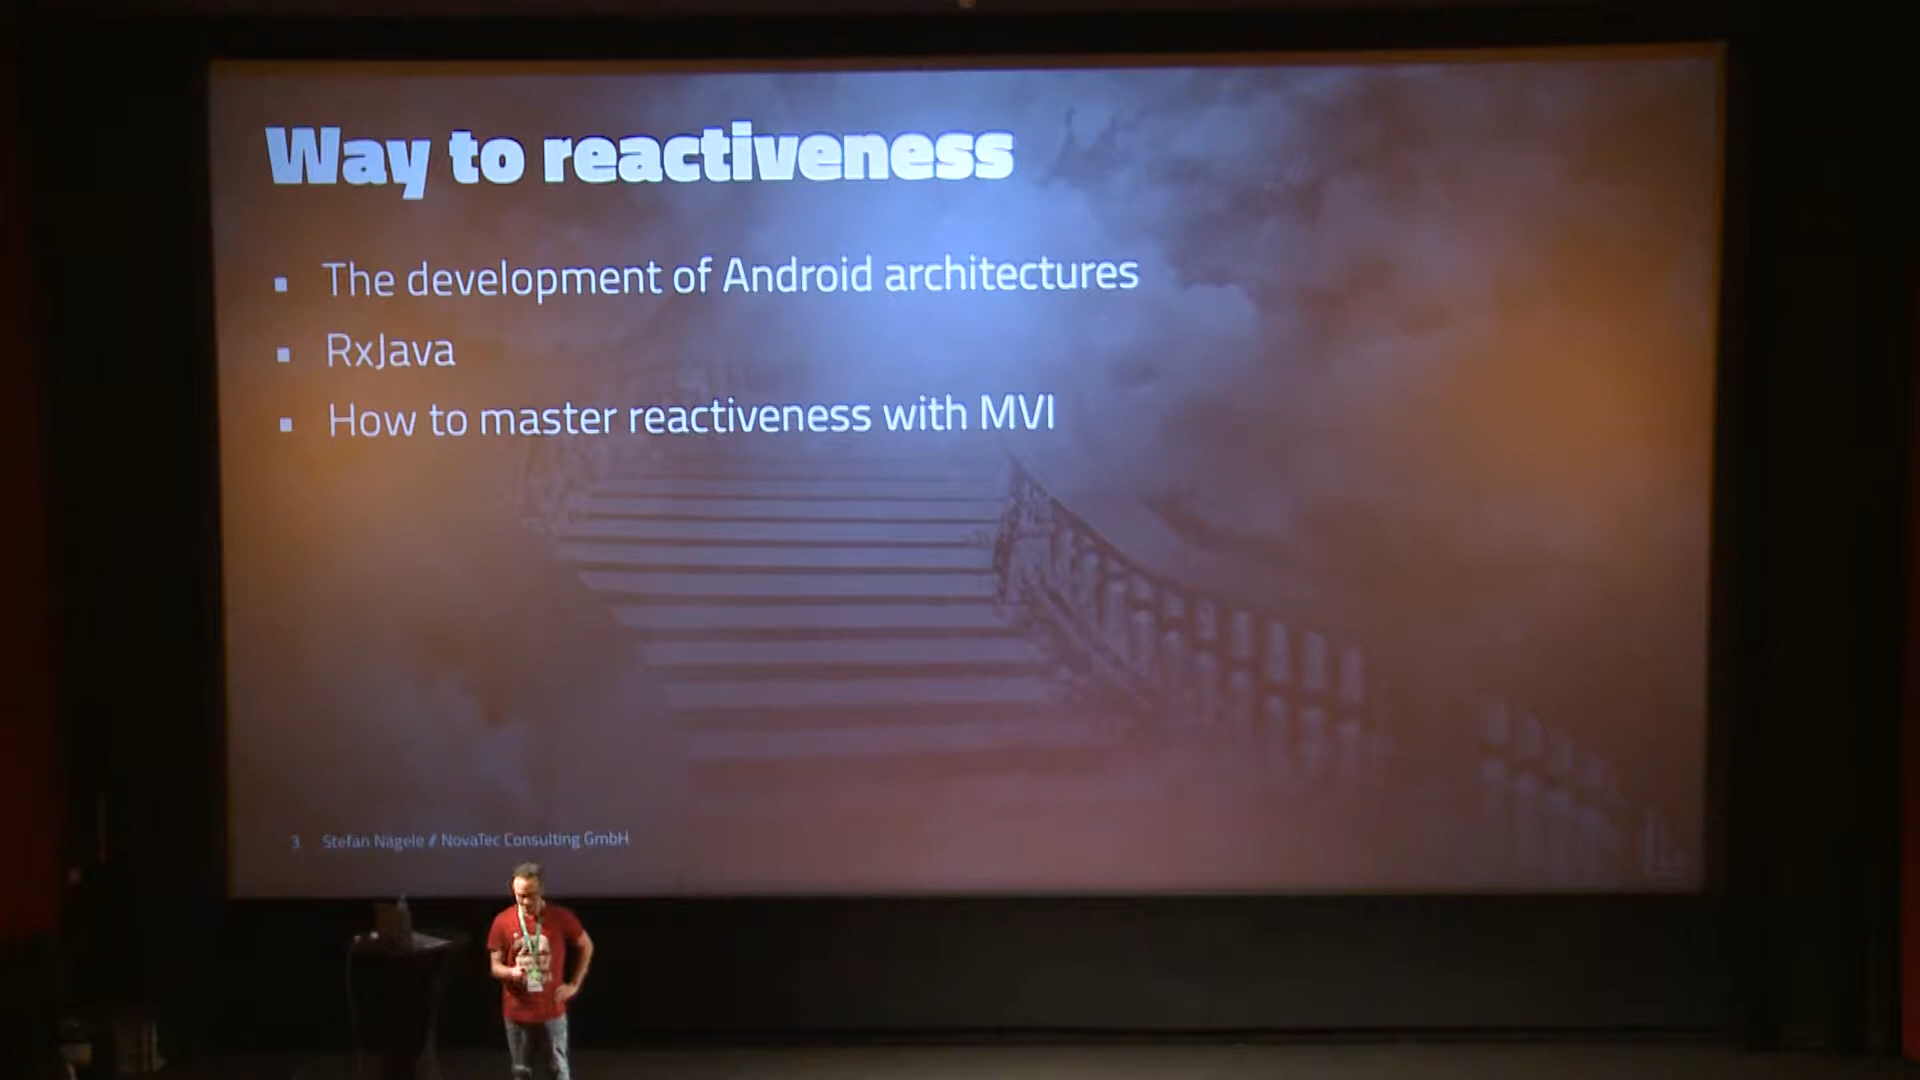 Way to reactiveness
The development of Android architectures
RxJava
How to master reactiveness with MVI
3 Stefan Nägele // NovaTec Consulting GmbH